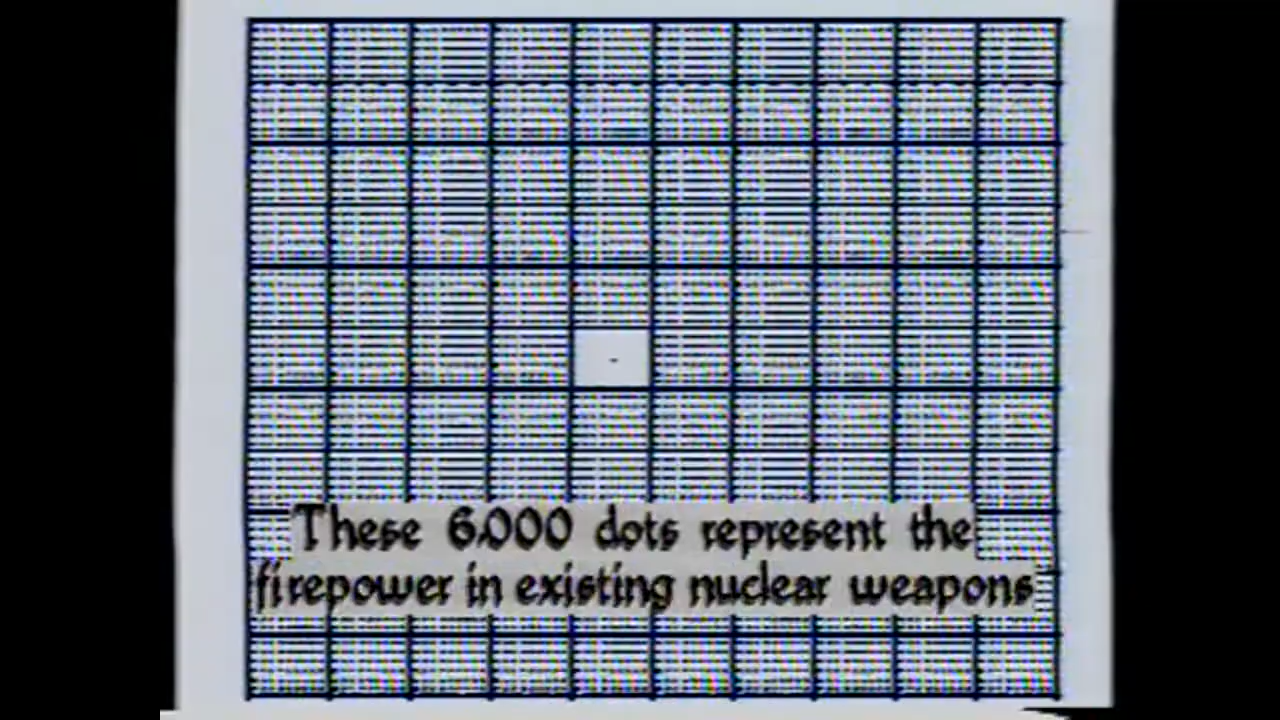 These 6,000 dots represent the
firepower in existing nuclear weapons